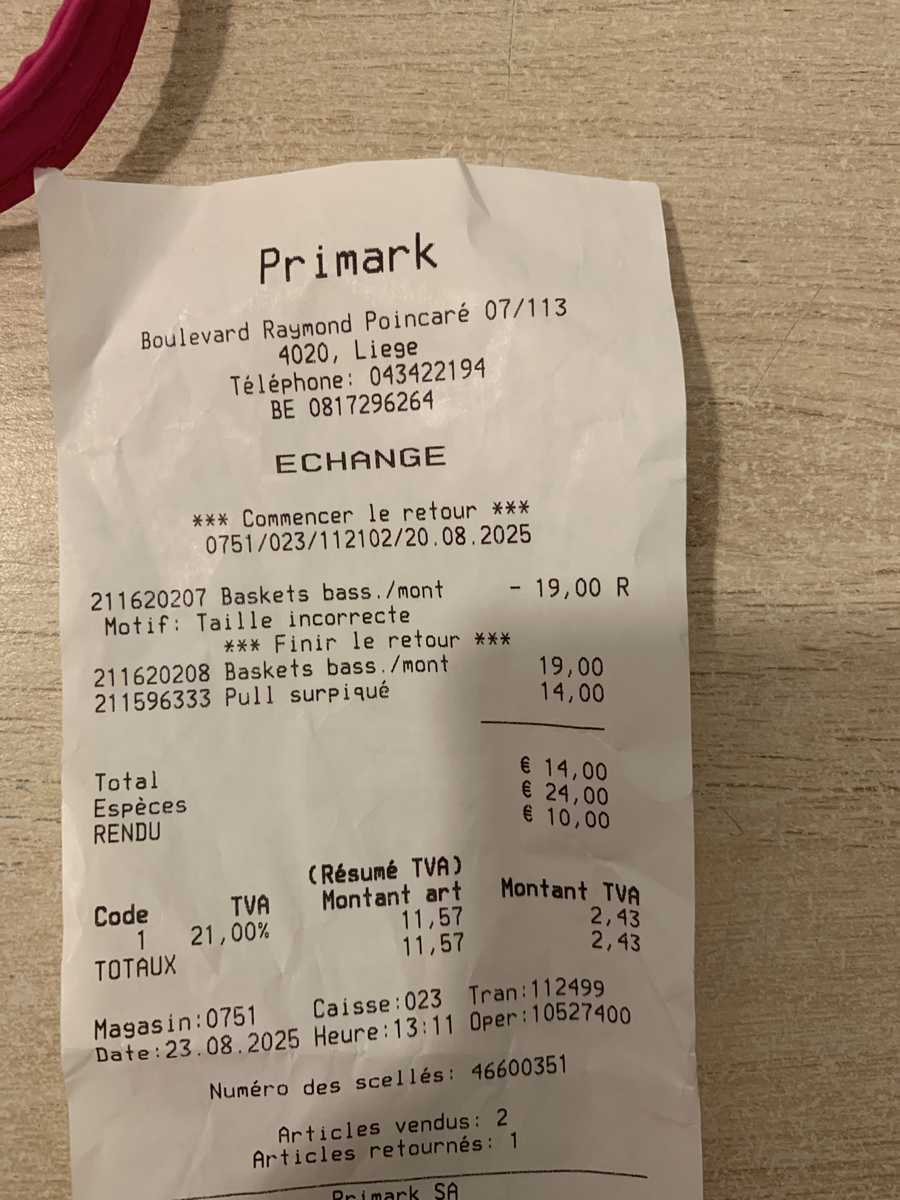 Primark
Boulevard Raymond Poincaré 07/113
4020, Liege
Téléphone: 043422194
BE 0817296264
ECHANGE
*** Commencer le retour ***
0751/023/112102/20.08.2025
211620207 Baskets bass./mont - 19,00 R
Motif: Taille incorrecte
*** Finir le retour ***
211620208 Baskets bass./mont 19,00
211596333 Pull surpiqué 14,00
Total € 14,00
Espèces € 24,00
RENDU € 10,00
(Résumé TVA)
Code TVA Montant art Montant TVA
1 21,00% 11,57 2,43
TOTAUX 11,57 2,43
Magasin:0751 Caisse:023 Tran:112499
Date:23.08.2025 Heure:13:11 Oper:10527400
Numéro des scellés: 46600351
Articles vendus: 2
Articles retournés: 1
Primark SA